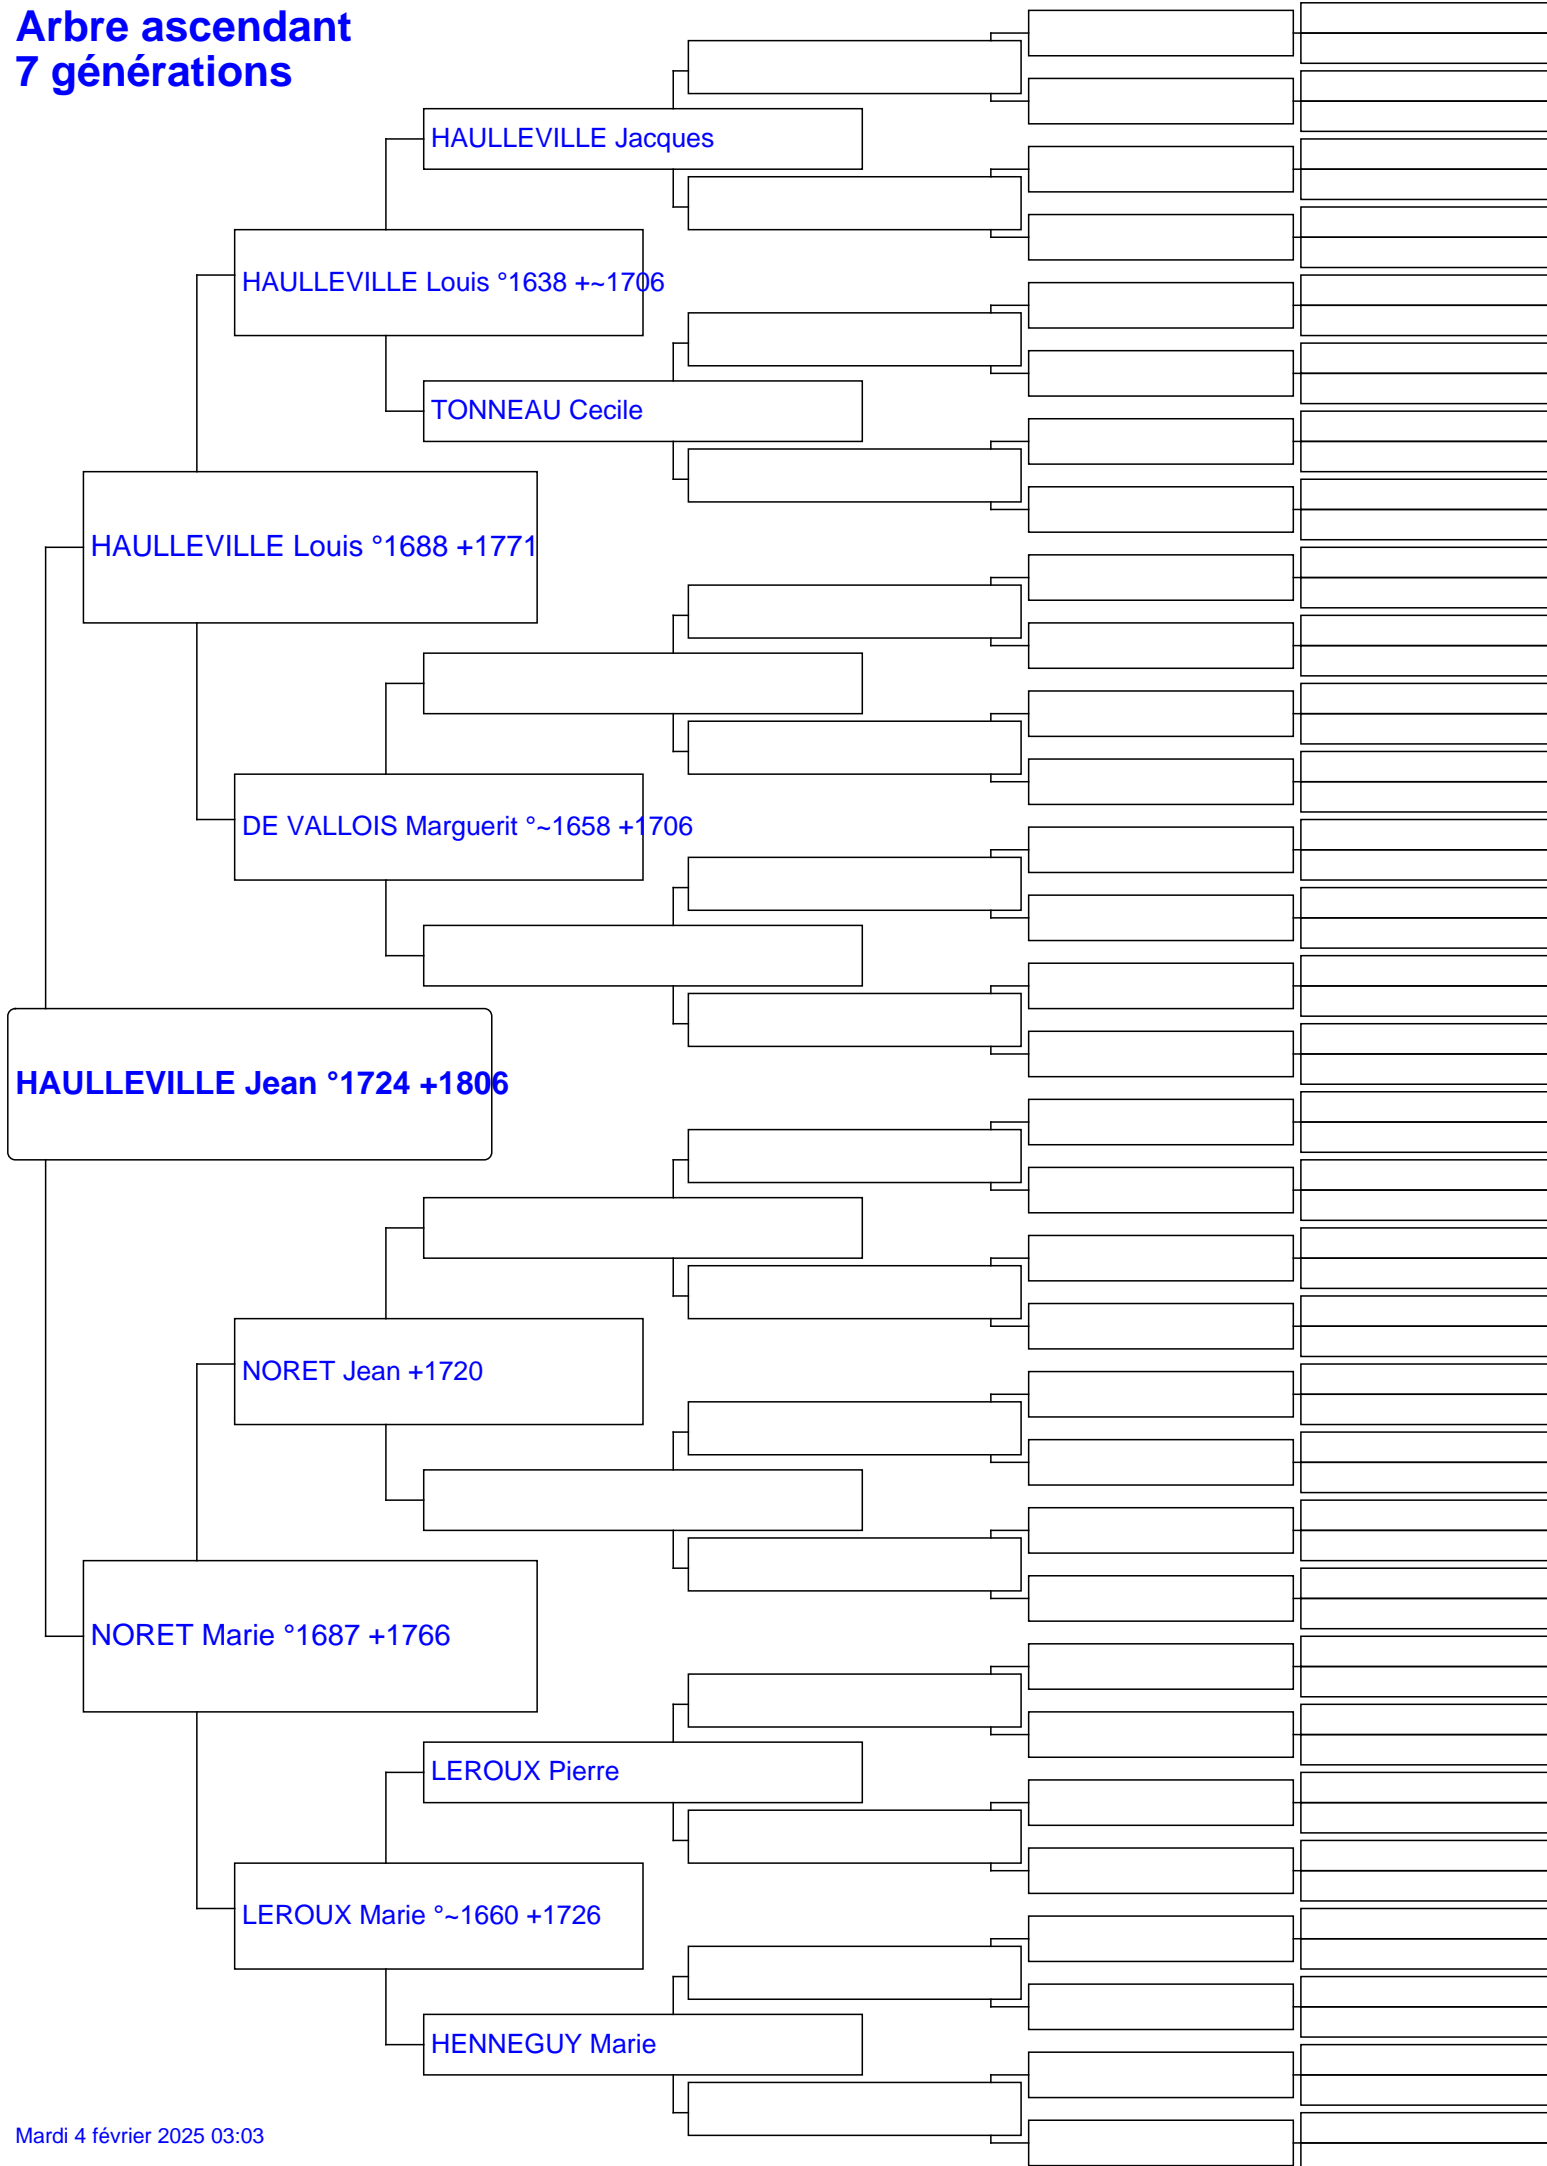 Arbre ascendant
7 générations
HAULLEVILLE Jacques
HAULLEVILLE Louis °1638 +~1706
TONNEAU Cecile
HAULLEVILLE Louis °1688 +1771
DE VALLOIS Marguerit °~1658 +1706
HAULLEVILLE Jean °1724 +1806
NORET Jean +1720
NORET Marie °1687 +1766
LEROUX Pierre
LEROUX Marie °~1660 +1726
HENNEGUY Marie
Mardi 4 février 2025 03:03